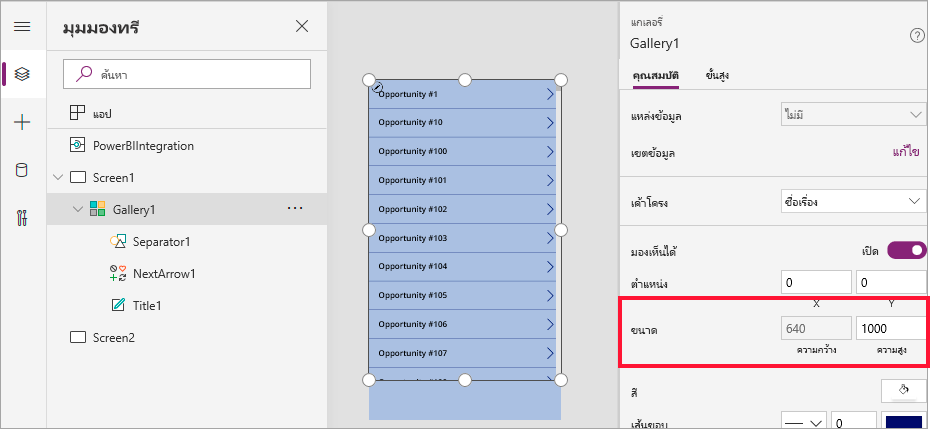 มุมมองทรี
ค้นหา
แอป
PowerBIIntegration
Screen1
Gallery1
Separator1
NextArrow1
Title1
Screen2
Opportunity #1
Opportunity #10
Opportunity #100
Opportunity #101
Opportunity #102
Opportunity #103
Opportunity #104
Opportunity #105
Opportunity #106
Opportunity #107
แกเลอรี่
Gallery1
คุณสมบัติ ขั้นสูง
แหล่งข้อมูล ไม่มี
เขตข้อมูล แก้ไข
เค้าโครง ชื่อเรื่อง
มองเห็นได้ เปิด
ตำแหน่ง 0 0
X Y
ขนาด 640 1000
ความกว้าง ความสูง
สี
เส้นขอบ 0